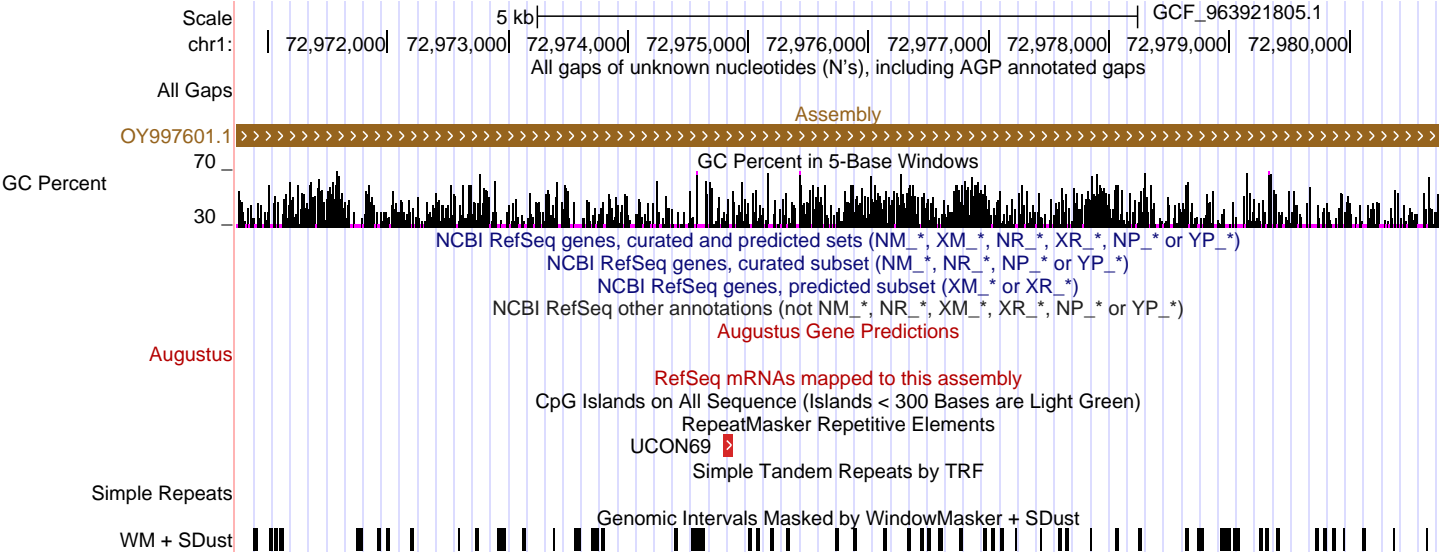 Scale 5 kb GCF_963921805.1
chr1: 72,972,000 72,973,000 72,974,000 72,975,000 72,976,000 72,977,000 72,978,000 72,979,000 72,980,000
All gaps of unknown nucleotides (N's), including AGP annotated gaps
All Gaps
Assembly
OY997601.1
GC Percent in 5-Base Windows
70
GC Percent
30
NCBI RefSeq genes, curated and predicted sets (NM_*, XM_*, NR_*, XR_*, NP_* or YP_*)
NCBI RefSeq genes, curated subset (NM_*, NR_*, NP_* or YP_*)
NCBI RefSeq genes, predicted subset (XM_* or XR_*)
NCBI RefSeq other annotations (not NM_*, NR_*, XM_*, XR_*, NP_* or YP_*)
Augustus Gene Predictions
Augustus
RefSeq mRNAs mapped to this assembly
CpG Islands on All Sequence (Islands < 300 Bases are Light Green)
RepeatMasker Repetitive Elements
UCON69
Simple Tandem Repeats by TRF
Simple Repeats
Genomic Intervals Masked by WindowMasker + SDust
WM + SDust